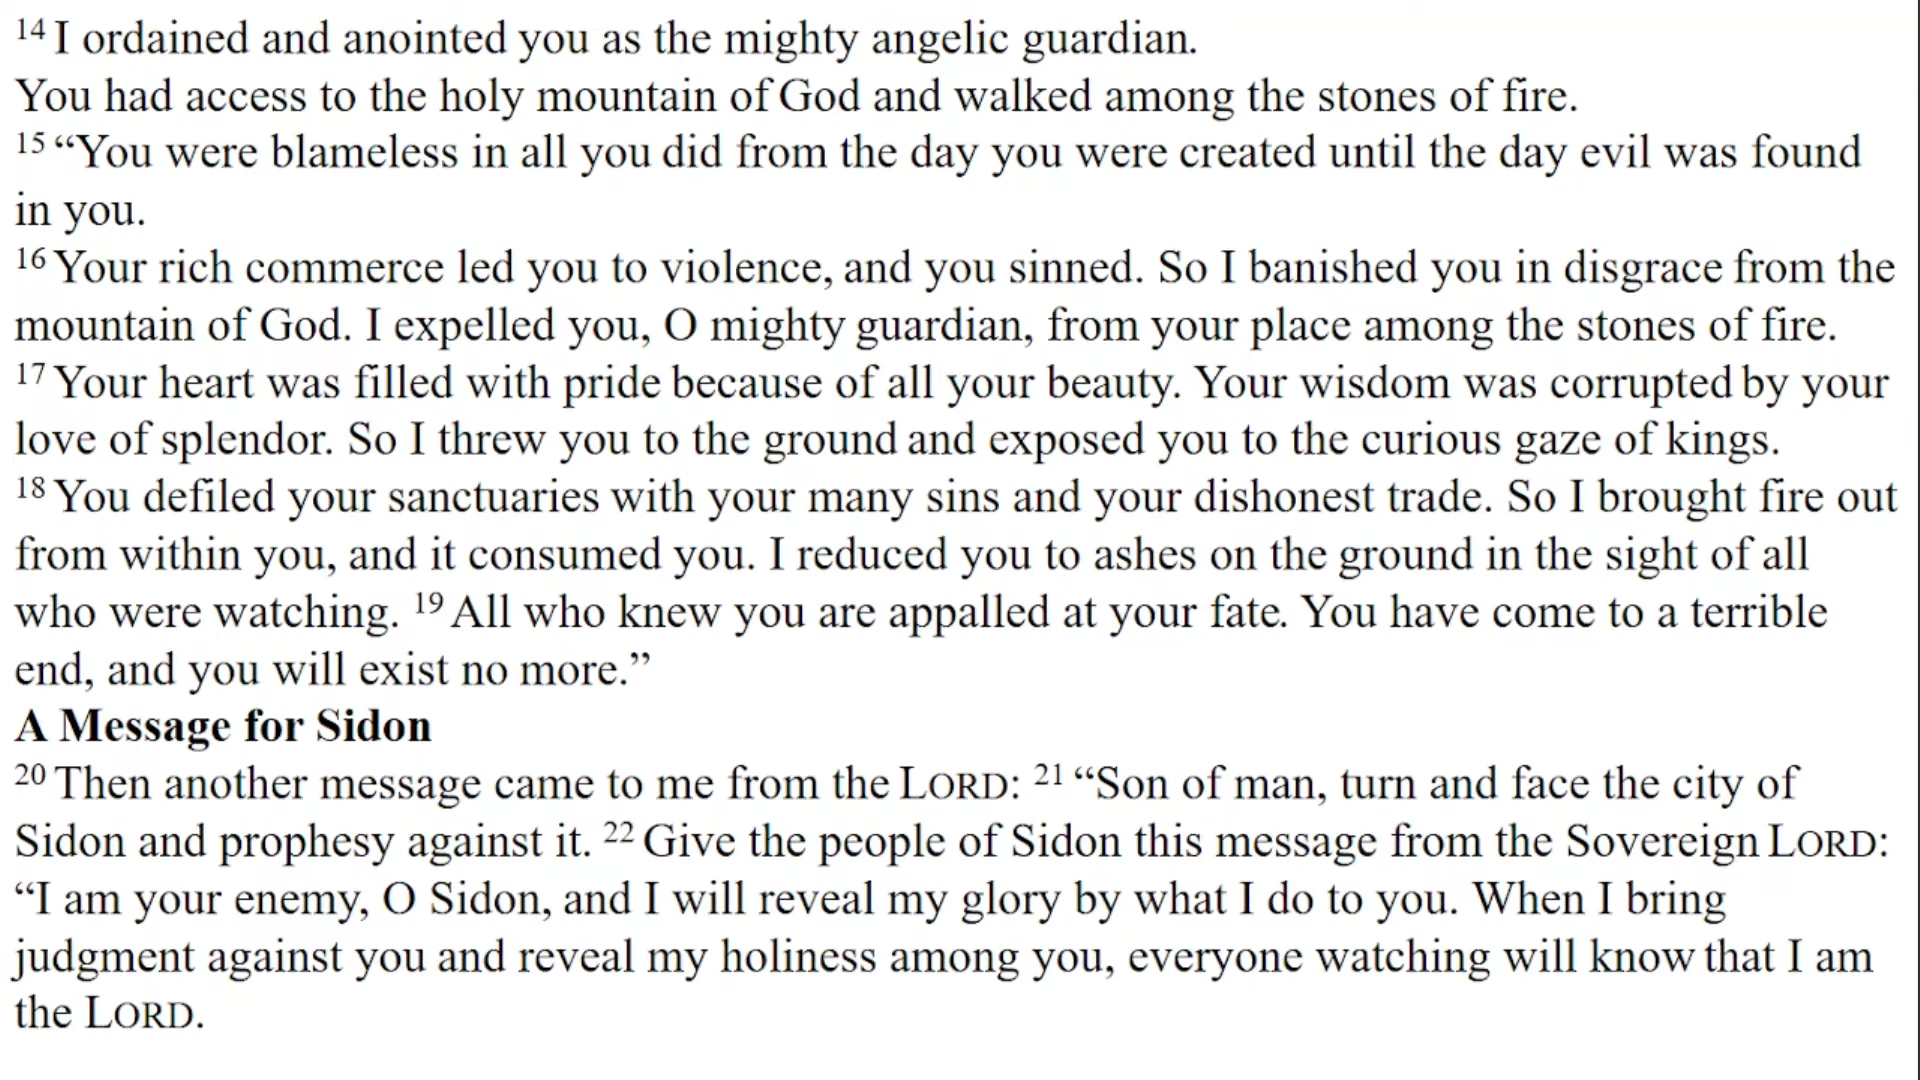 14 I ordained and anointed you as the mighty angelic guardian.
You had access to the holy mountain of God and walked among the stones of fire.
15 “You were blameless in all you did from the day you were created until the day evil was found
in you.
16 Your rich commerce led you to violence, and you sinned. So I banished you in disgrace from the
mountain of God. I expelled you, O mighty guardian, from your place among the stones of fire.
17 Your heart was filled with pride because of all your beauty. Your wisdom was corrupted by your
love of splendor. So I threw you to the ground and exposed you to the curious gaze of kings.
18 You defiled your sanctuaries with your many sins and your dishonest trade. So I brought fire out
from within you, and it consumed you. I reduced you to ashes on the ground in the sight of all
who were watching. 19 All who knew you are appalled at your fate. You have come to a terrible
end, and you will exist no more.”
A Message for Sidon
20 Then another message came to me from the LORD: 21 “Son of man, turn and face the city of
Sidon and prophesy against it. 22 Give the people of Sidon this message from the Sovereign LORD:
“I am your enemy, O Sidon, and I will reveal my glory by what I do to you. When I bring
judgment against you and reveal my holiness among you, everyone watching will know that I am
the LORD.